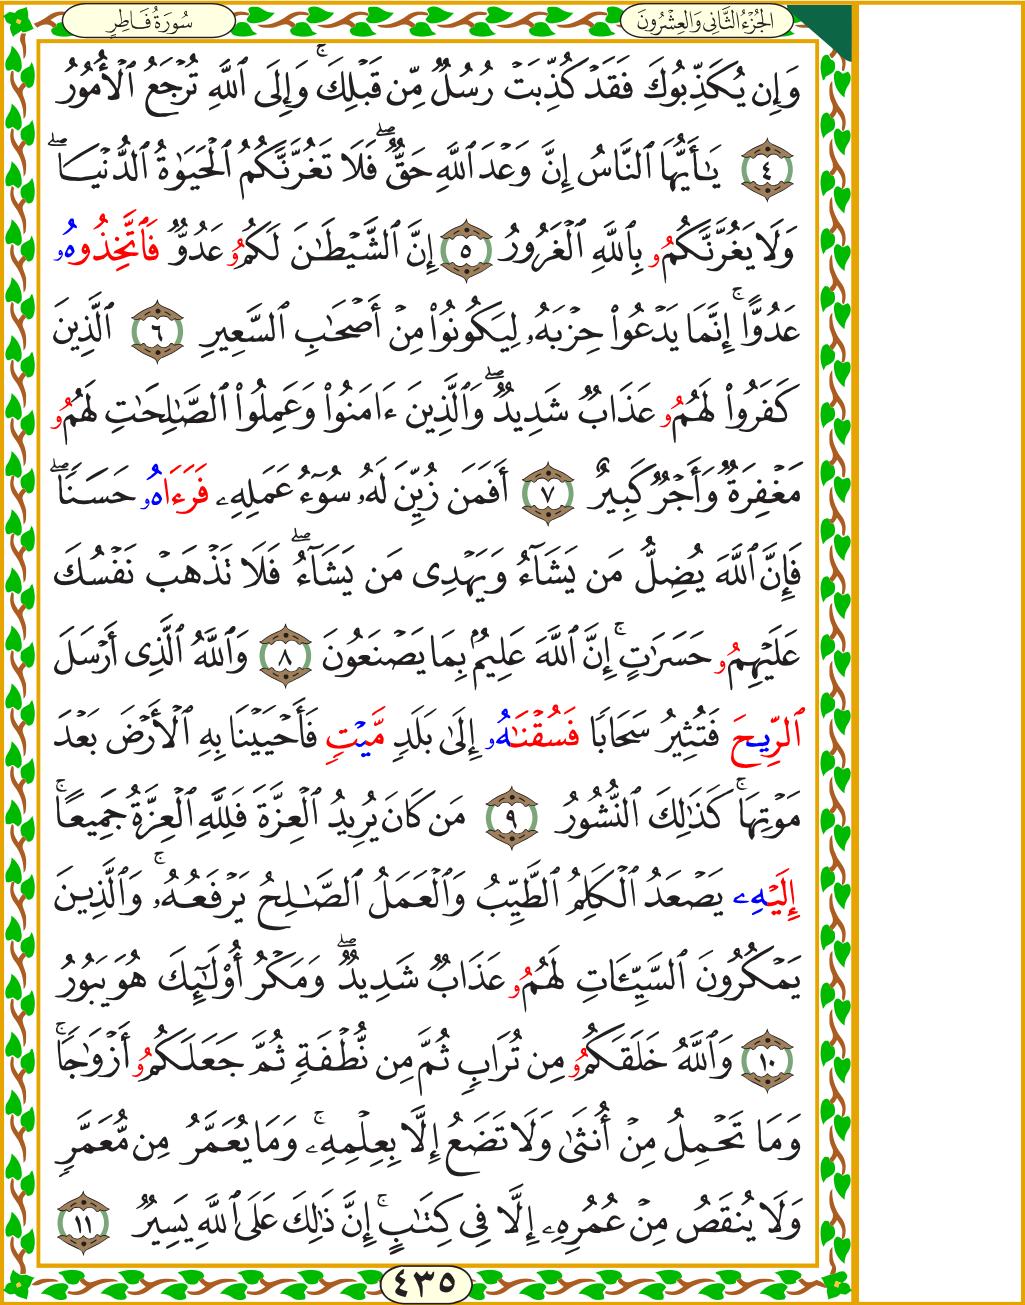 الجُزْءُ الثَّانِي وَالعِشْرُونَ
سُورَةُ فَاطِرٍ
وَإِن يُكَذِّبُوكَ فَقَدْ كُذِّبَتْ رُسُلٌ مِّن قَبْلِكَ ۚ وَإِلَى ٱللَّهِ تُرْجَعُ ٱلْأُمُورُ
٤ يَٰٓأَيُّهَا ٱلنَّاسُ إِنَّ وَعْدَ ٱللَّهِ حَقٌّ ۖ فَلَا تَغُرَّنَّكُمُ ٱلْحَيَوٰةُ ٱلدُّنْيَا ۖ
وَلَا يَغُرَّنَّكُمُۥ بِٱللَّهِ ٱلْغَرُورُ ٥ إِنَّ ٱلشَّيْطَٰنَ لَكُمُۥ عَدُوٌّ فَٱتَّخِذُوهُۥ
عَدُوًّا ۚ إِنَّمَا يَدْعُوا۟ حِزْبَهُۥ لِيَكُونُوا۟ مِنْ أَصْحَٰبِ ٱلسَّعِيرِ ٦ ٱلَّذِينَ
كَفَرُوا۟ لَهُمُۥ عَذَابٌ شَدِيدٌ ۖ وَٱلَّذِينَ ءَامَنُوا۟ وَعَمِلُوا۟ ٱلصَّٰلِحَٰتِ لَهُمُۥ
مَغْفِرَةٌ وَأَجْرٌ كَبِيرٌ ٧ أَفَمَن زُيِّنَ لَهُۥ سُوٓءُ عَمَلِهِۦ فَرَءَاهُۥ حَسَنًا ۖ
فَإِنَّ ٱللَّهَ يُضِلُّ مَن يَشَآءُ وَيَهْدِى مَن يَشَآءُ ۖ فَلَا تَذْهَبْ نَفْسُكَ
عَلَيْهِمُۥ حَسَرَٰتٍ ۚ إِنَّ ٱللَّهَ عَلِيمٌۢ بِمَا يَصْنَعُونَ ٨ وَٱللَّهُ ٱلَّذِى أَرْسَلَ
ٱلرِّيحَ فَتُثِيرُ سَحَابًا فَسُقْنَٰهُۥ إِلَىٰ بَلَدٍ مَّيْتٍ فَأَحْيَيْنَا بِهِ ٱلْأَرْضَ بَعْدَ
مَوْتِهَا ۚ كَذَٰلِكَ ٱلنُّشُورُ ٩ مَن كَانَ يُرِيدُ ٱلْعِزَّةَ فَلِلَّهِ ٱلْعِزَّةُ جَمِيعًا ۚ
إِلَيْهِۦ يَصْعَدُ ٱلْكَلِمُ ٱلطَّيِّبُ وَٱلْعَمَلُ ٱلصَّٰلِحُ يَرْفَعُهُۥ ۚ وَٱلَّذِينَ
يَمْكُرُونَ ٱلسَّيِّـَٔاتِ لَهُمُۥ عَذَابٌ شَدِيدٌ ۖ وَمَكْرُ أُو۟لَٰٓئِكَ هُوَ يَبُورُ
١٠ وَٱللَّهُ خَلَقَكُمُۥ مِن تُرَابٍ ثُمَّ مِن نُّطْفَةٍ ثُمَّ جَعَلَكُمُۥ أَزْوَٰجًا ۚ
وَمَا تَحْمِلُ مِنْ أُنثَىٰ وَلَا تَضَعُ إِلَّا بِعِلْمِهِۦ ۚ وَمَا يُعَمَّرُ مِن مُّعَمَّرٍ
وَلَا يُنقَصُ مِنْ عُمُرِهِۦ إِلَّا فِى كِتَٰبٍ ۚ إِنَّ ذَٰلِكَ عَلَى ٱللَّهِ يَسِيرٌ ١١
٤٣٥